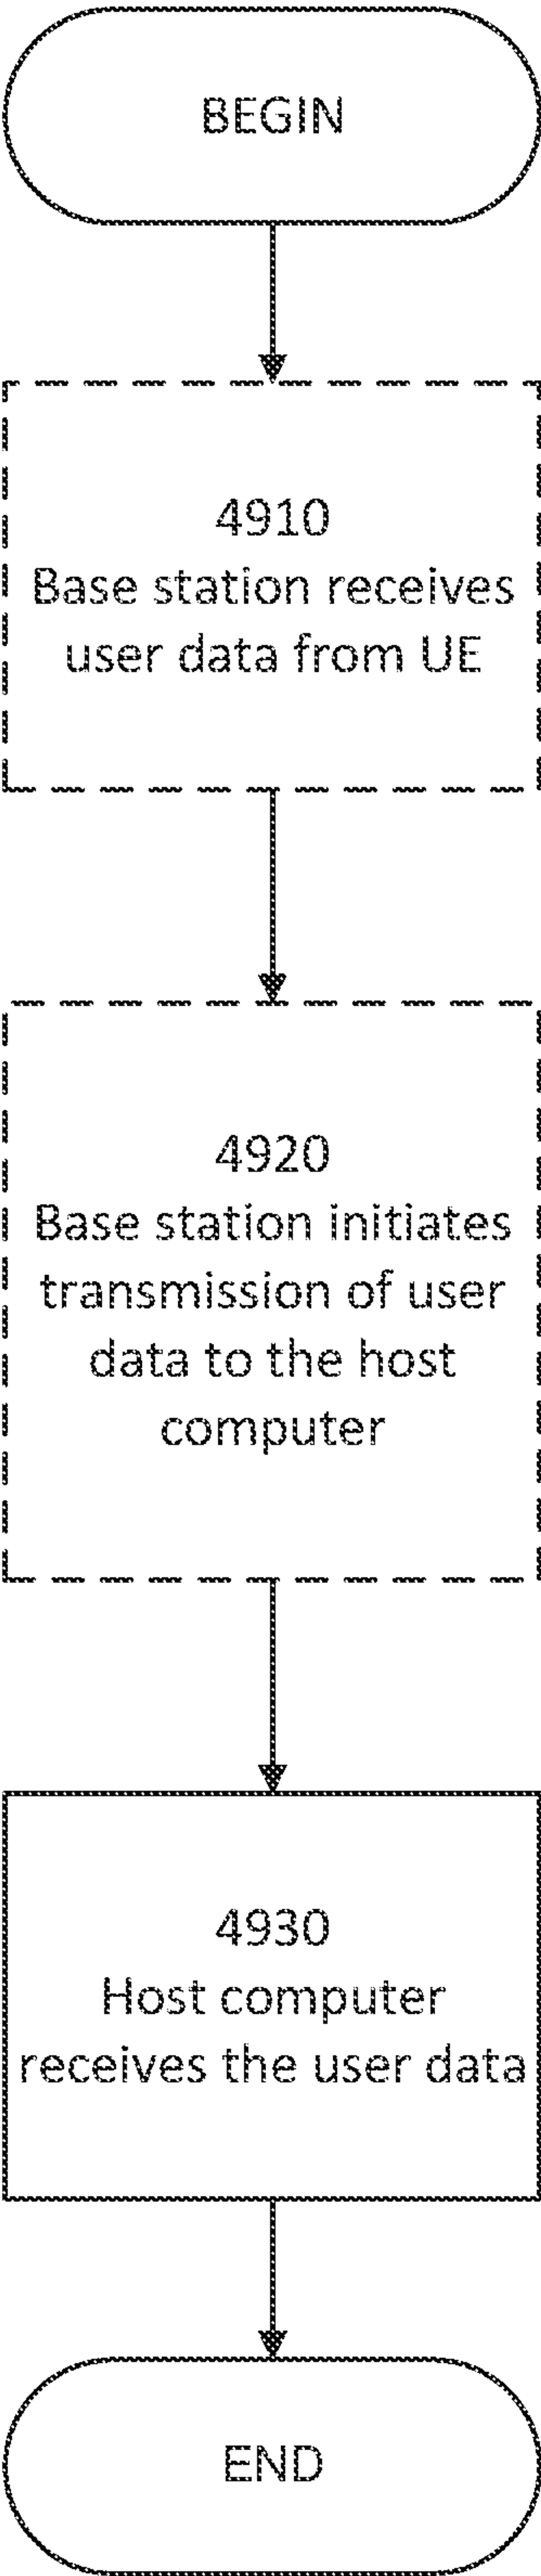 BEGIN
4910
Base station receives
user data from UE
4920
Base station initiates
transmission of user
data to the host
computer
4930
Host computer
receives the user data
END